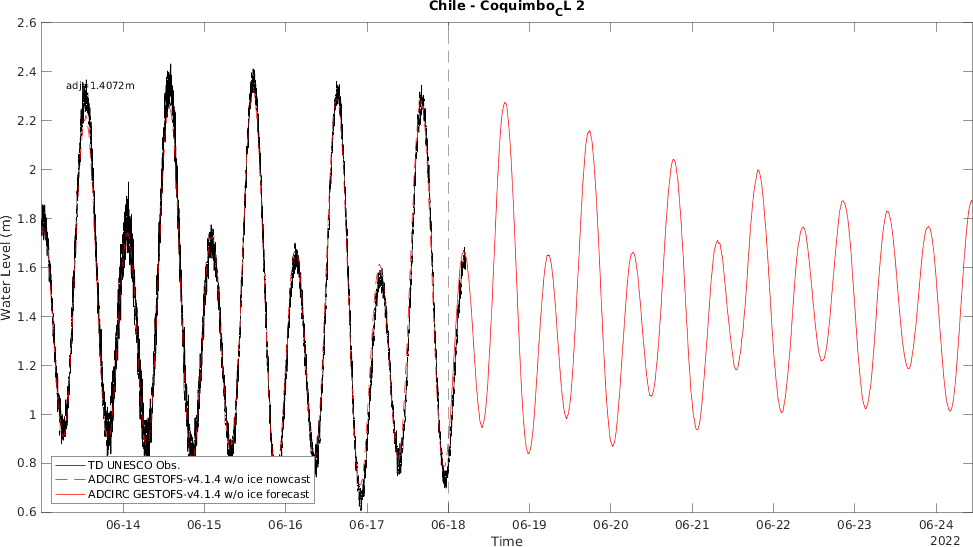 Chile - Coquimbo_CL 2
adj=1.4072m
Water Level (m)
2.6
2.4
2.2
2
1.8
1.6
1.4
1.2
1
0.8
0.6
TD UNESCO Obs.
ADCIRC GESTOFS-v4.1.4 w/o ice nowcast
ADCIRC GESTOFS-v4.1.4 w/o ice forecast
06-14 06-15 06-16 06-17 06-18 06-19 06-20 06-21 06-22 06-23 06-24
Time
2022